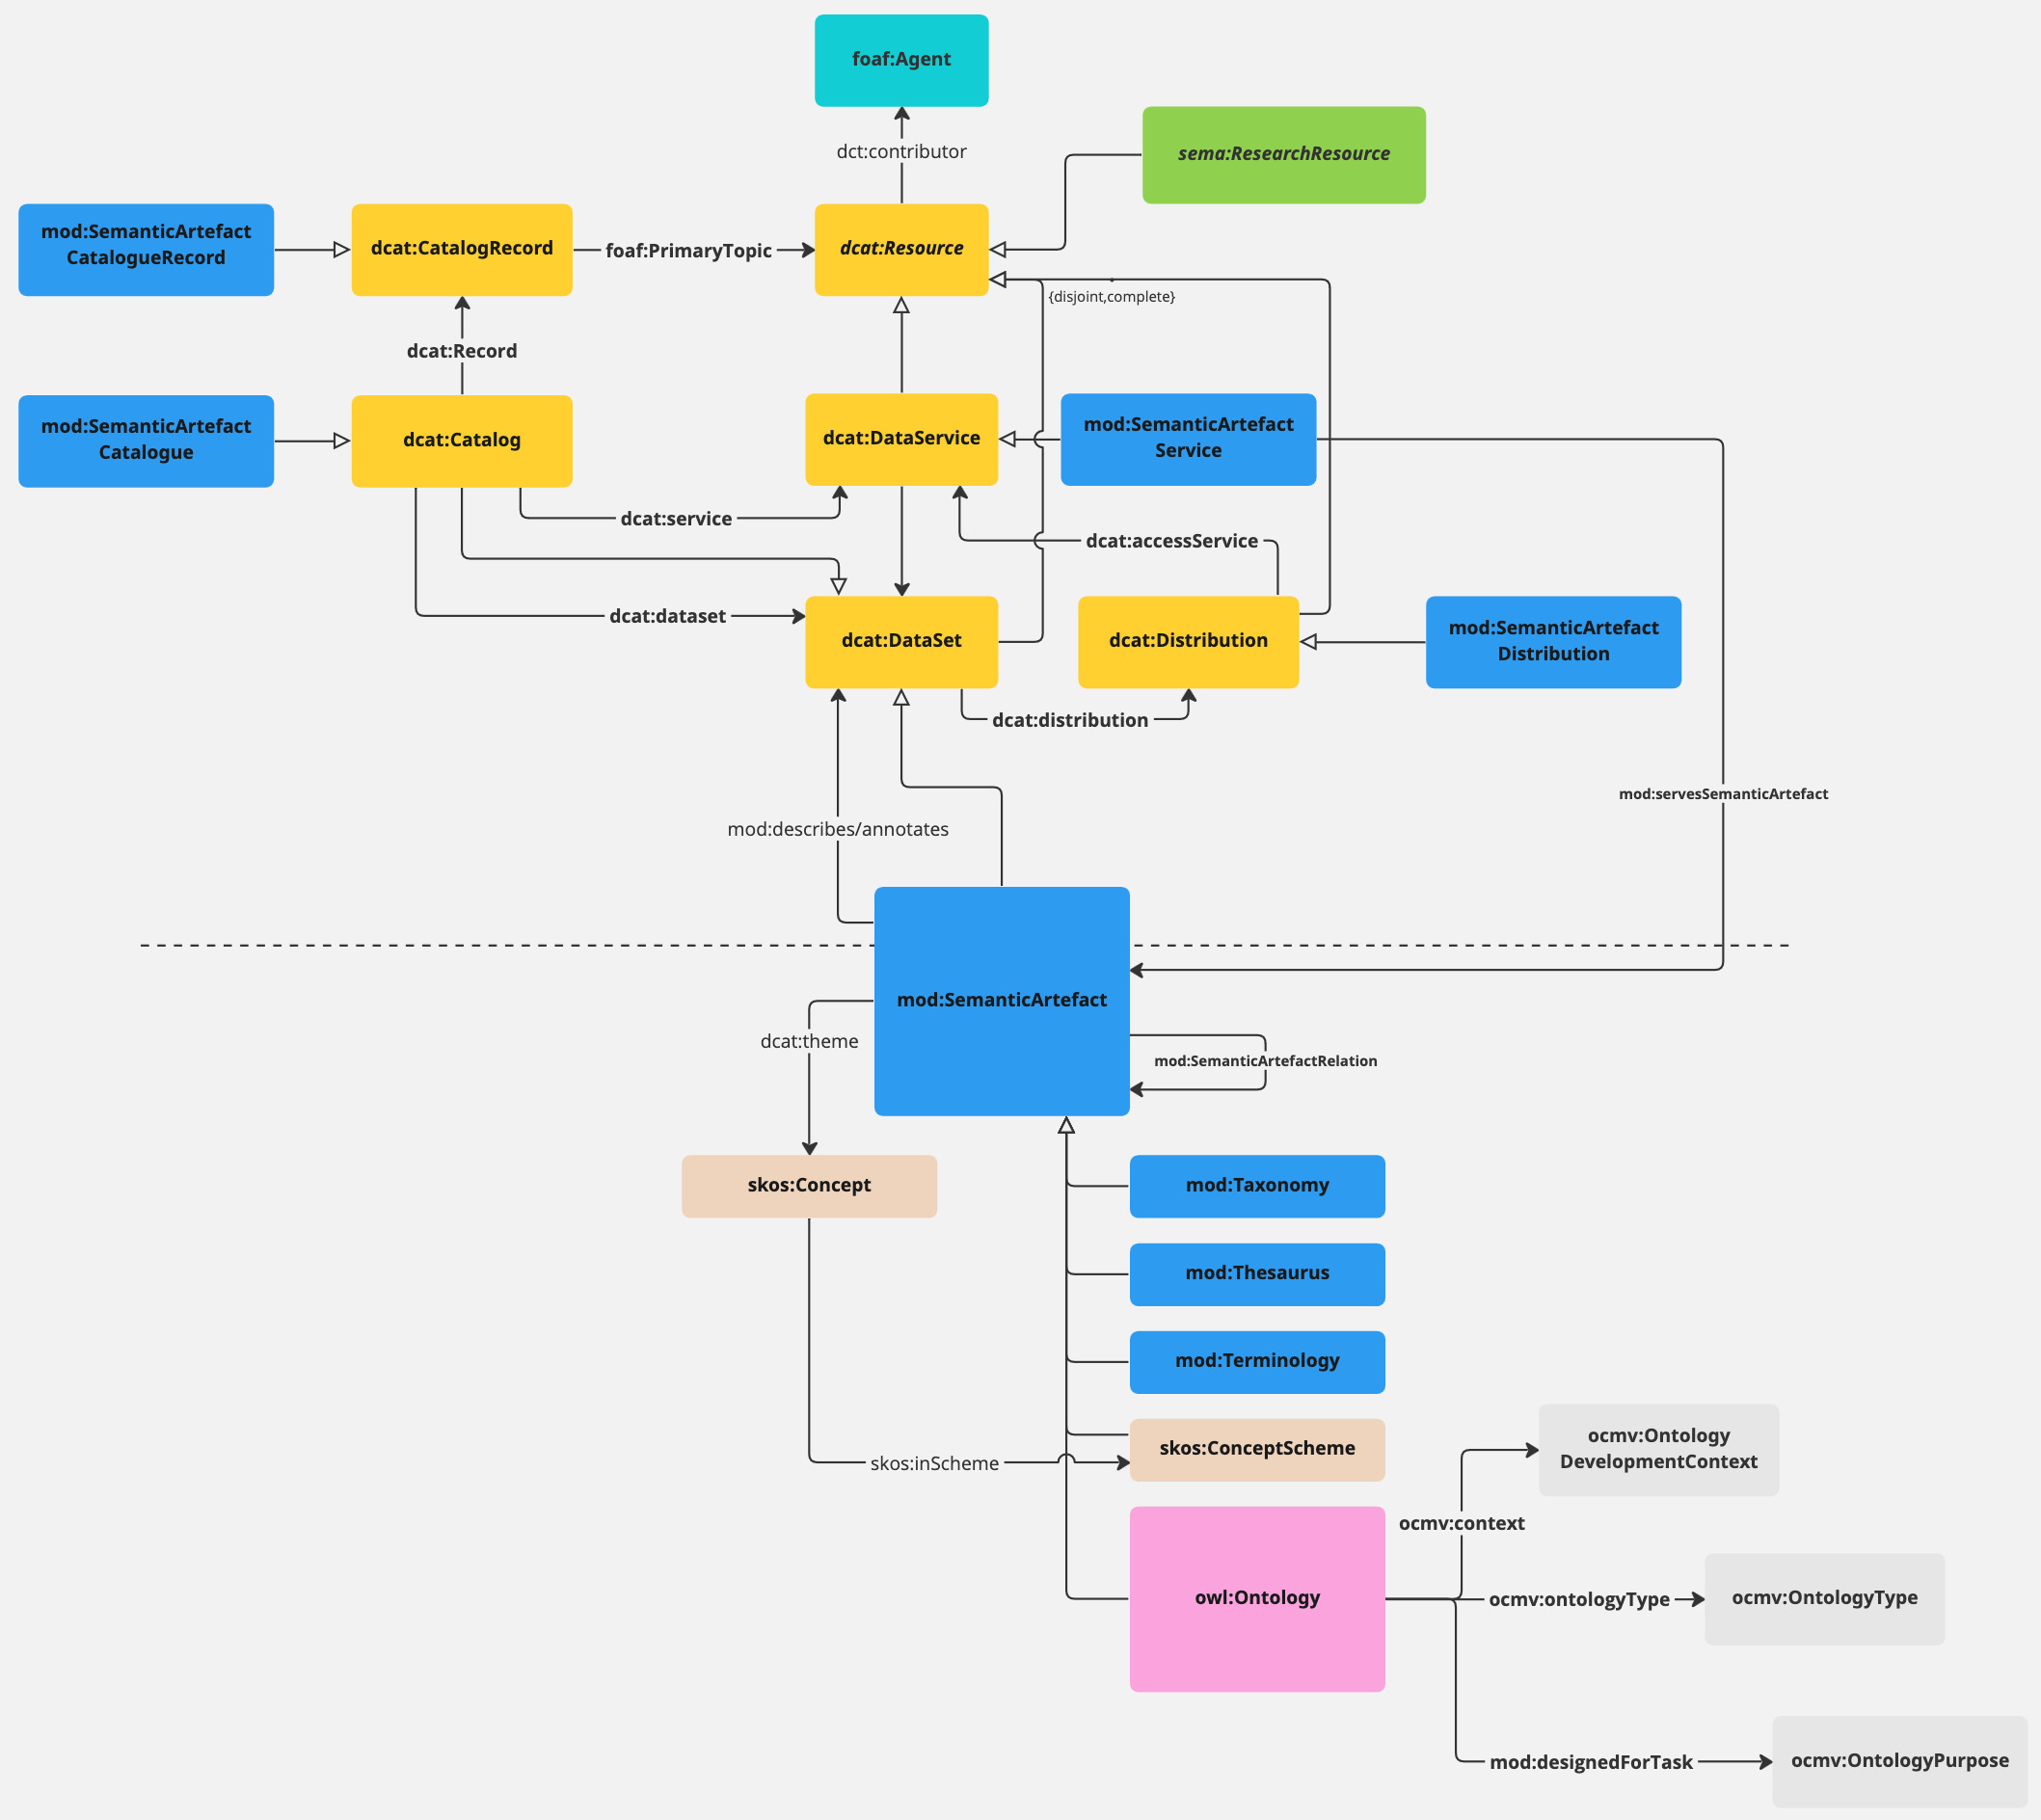 foaf:Agent
dct:contributor
sema:ResearchResource
mod:SemanticArtefact
CatalogueRecord
dcat:CatalogRecord
foaf:PrimaryTopic
dcat:Resource
{disjoint,complete}
dcat:Record
mod:SemanticArtefact
Catalogue
dcat:Catalog
dcat:DataService
mod:SemanticArtefact
Service
dcat:service
dcat:accessService
dcat:dataset
dcat:DataSet
dcat:Distribution
mod:SemanticArtefact
Distribution
dcat:distribution
mod:servesSemanticArtefact
mod:describes/annotates
mod:SemanticArtefact
dcat:theme
mod:SemanticArtefactRelation
skos:Concept
mod:Taxonomy
mod:Thesaurus
mod:Terminology
skos:ConceptScheme
skos:inScheme
ocmv:Ontology
DevelopmentContext
ocmv:context
owl:Ontology
ocmv:ontologyType
ocmv:OntologyType
mod:designedForTask
ocmv:OntologyPurpose